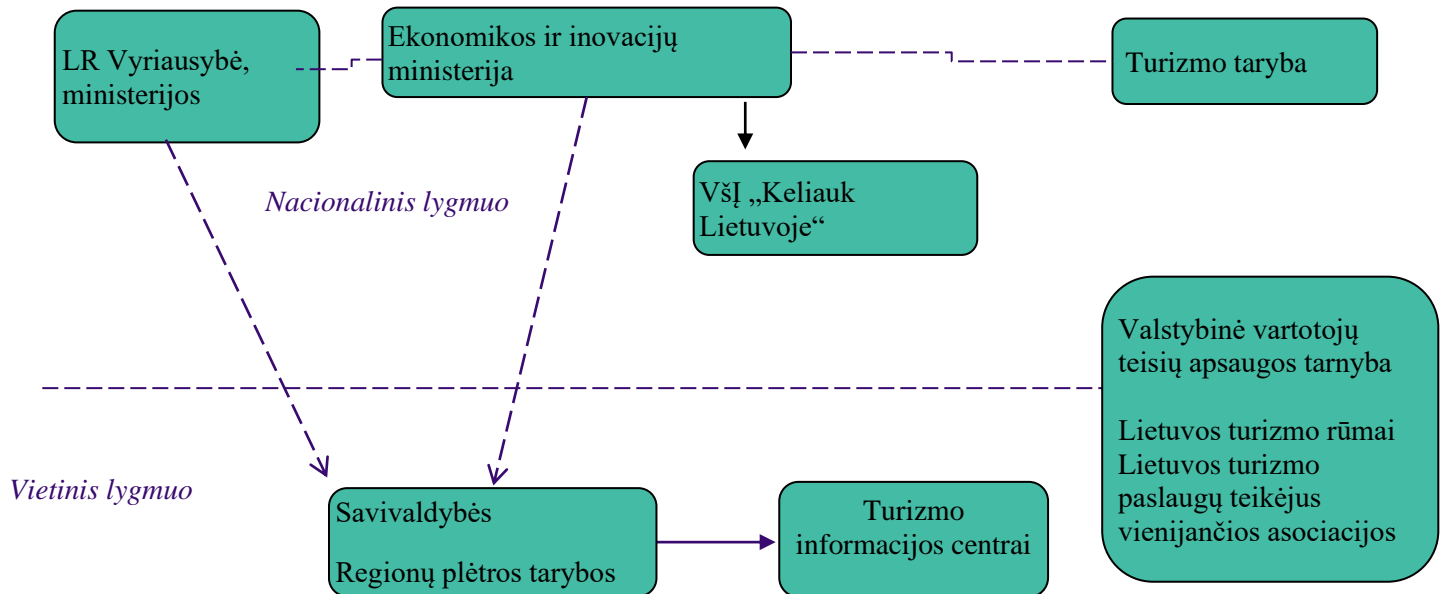 LR Vyriausybė,
ministerijos
Ekonomikos ir inovacijų
ministerija
Turizmo taryba
VšĮ „Keliauk
Lietuvoje“
Nacionalinis lygmuo
Valstybinė vartotojų
teisių apsaugos tarnyba
Lietuvos turizmo rūmai
Lietuvos turizmo
paslaugų teikėjus
vienijančios asociacijos
Vietinis lygmuo
Savivaldybės
Regionų plėtros tarybos
Turizmo
informacijos centrai